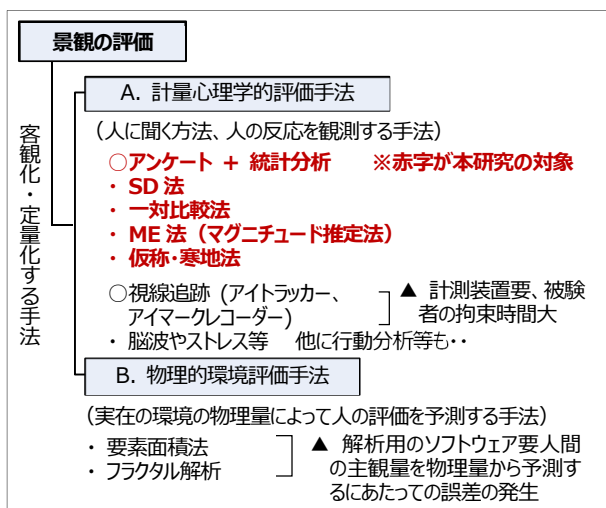 景観の評価
客観化・定量化する手法
A. 計量心理学的評価手法
（人に聞く方法、人の反応を観測する手法）
○アンケート + 統計分析 ※赤字が本研究の対象
・ SD 法
・ 一対比較法
・ ME 法（マグニチュード推定法）
・ 仮称・寒地法
○視線追跡 (アイトラッカー、
アイマークレコーダー)
▲ 計測装置要、被験
者の拘束時間大
・ 脳波やストレス等 他に行動分析等も・・
B. 物理的環境評価手法
（実在の環境の物理量によって人の評価を予測する手法）
・ 要素面積法
・ フラクタル解析
▲ 解析用のソフトウェア要人間
の主観量を物理量から予測す
るにあたっての誤差の発生